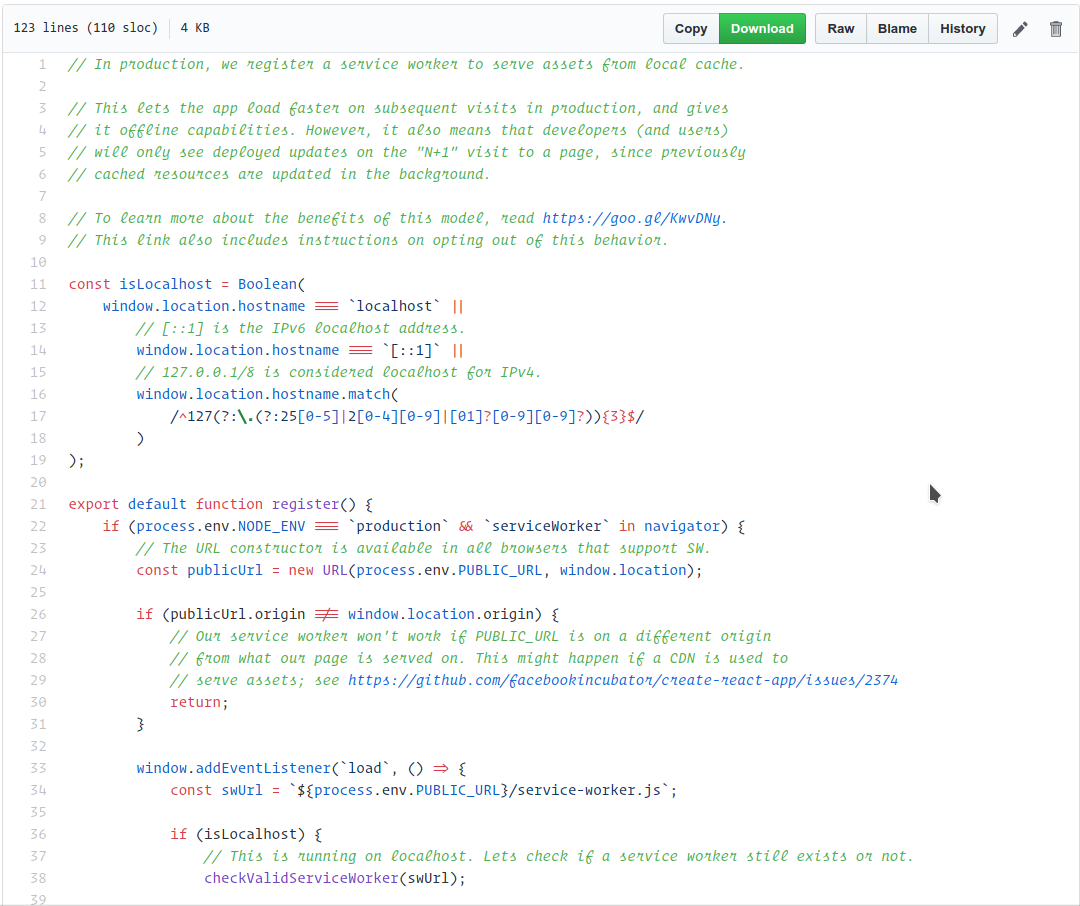 123 lines (110 sloc) 4 KB Copy Download Raw Blame History
1 // In production, we register a service worker to serve assets from local cache.
2
3 // This lets the app load faster on subsequent visits in production, and gives
4 // it offline capabilities. However, it also means that developers (and users)
5 // will only see deployed updates on the "N+1" visit to a page, since previously
6 // cached resources are updated in the background.
7
8 // To learn more about the benefits of this model, read https://goo.gl/KwvDNy.
9 // This link also includes instructions on opting out of this behavior.
10
11 const isLocalhost = Boolean(
12     window.location.hostname === `localhost` ||
13         // [::1] is the IPv6 localhost address.
14         window.location.hostname === `[::1]` ||
15         // 127.0.0.1/8 is considered localhost for IPv4.
16         window.location.hostname.match(
17             /^127(?:\.(?:25[0-5]|2[0-4][0-9]|[01]?[0-9][0-9]?)){3}$/
18         )
19 );
20
21 export default function register() {
22     if (process.env.NODE_ENV === `production` && `serviceWorker` in navigator) {
23         // The URL constructor is available in all browsers that support SW.
24         const publicUrl = new URL(process.env.PUBLIC_URL, window.location);
25
26         if (publicUrl.origin !== window.location.origin) {
27             // Our service worker won't work if PUBLIC_URL is on a different origin
28             // from what our page is served on. This might happen if a CDN is used to
29             // serve assets; see https://github.com/facebookincubator/create-react-app/issues/2374
30             return;
31         }
32
33         window.addEventListener(`load`, () => {
34             const swUrl = `${process.env.PUBLIC_URL}/service-worker.js`;
35
36             if (isLocalhost) {
37                 // This is running on localhost. Lets check if a service worker still exists or not.
38                 checkValidServiceWorker(swUrl);
39